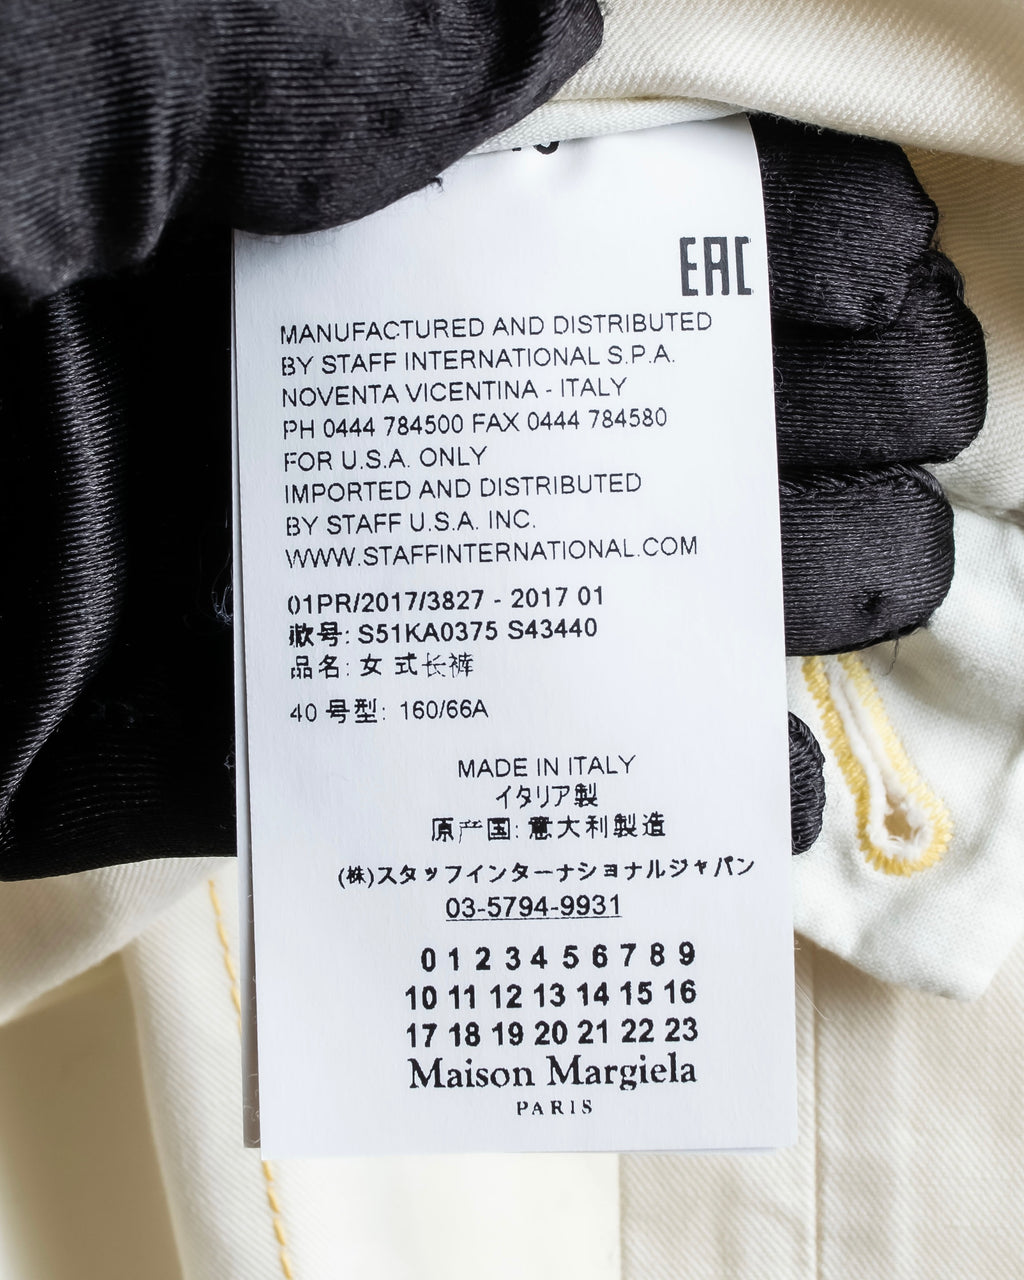 EAC
MANUFACTURED AND DISTRIBUTED
BY STAFF INTERNATIONAL S.P.A.
NOVENTA VICENTINA - ITALY
PH 0444 784500 FAX 0444 784580
FOR U.S.A. ONLY
IMPORTED AND DISTRIBUTED
BY STAFF U.S.A. INC.
WWW.STAFFINTERNATIONAL.COM
01PR/2017/3827 - 2017 01
款号: S51KA0375 S43440
品名: 女 式长裤
40 号型: 160/66A
MADE IN ITALY
イタリア製
原产国: 意大利製造
(株)スタッフインターナショナルジャパン
03-5794-9931
0 1 2 3 4 5 6 7 8 9
10 11 12 13 14 15 16
17 18 19 20 21 22 23
Maison Margiela
PARIS